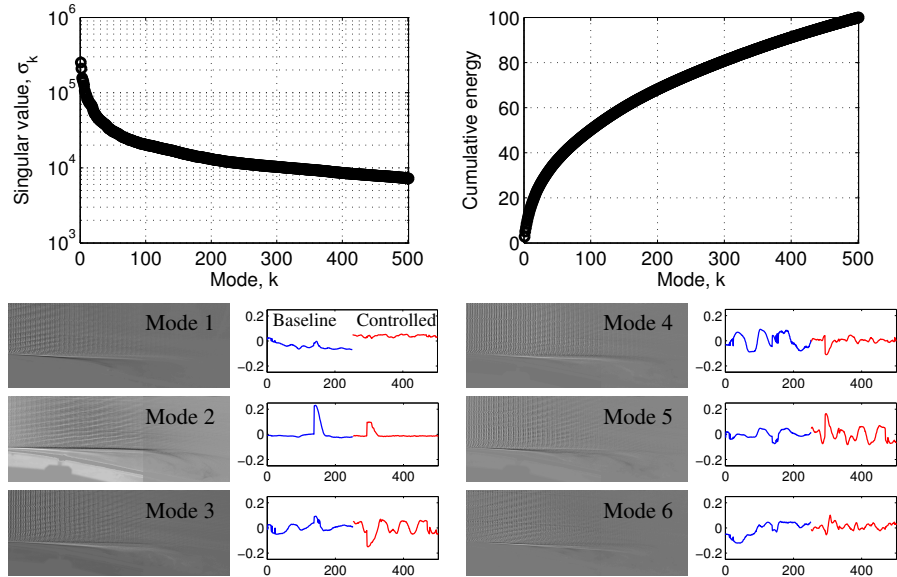 10^6
10^5
10^4
10^3
Singular value, σ_k
0 100 200 300 400 500
Mode, k
100
80
60
40
20
0
Cumulative energy
0 100 200 300 400 500
Mode, k
Mode 1
0.2
0
−0.2
Baseline Controlled
0 200 400
Mode 4
0.2
0
−0.2
0 200 400
Mode 2
0.2
0
−0.2
0 200 400
Mode 5
0.2
0
−0.2
0 200 400
Mode 3
0.2
0
−0.2
0 200 400
Mode 6
0.2
0
−0.2
0 200 400